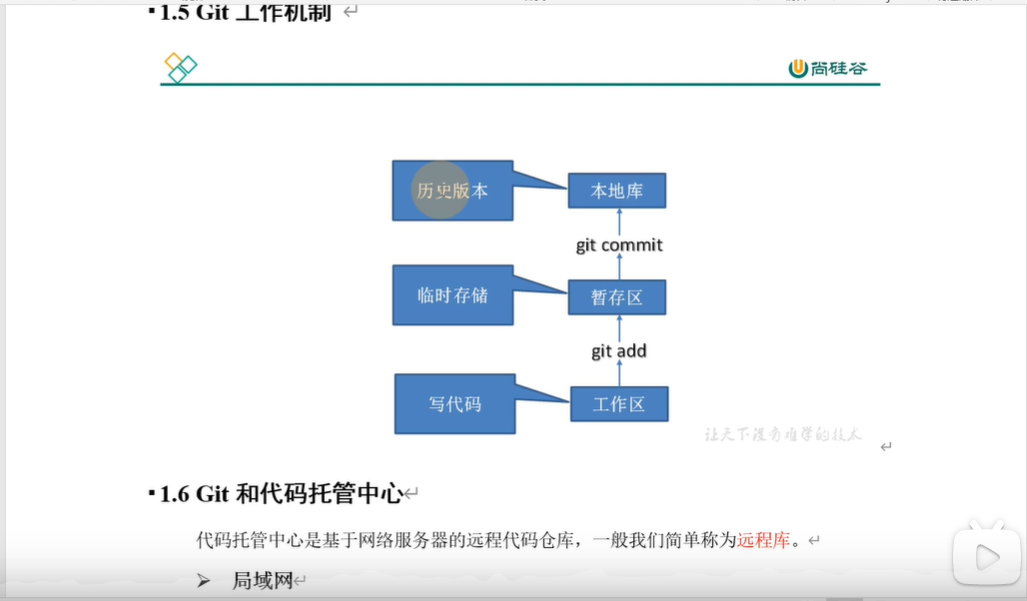 ▪1.5 Git 工作机制
尚硅谷
历史版本
本地库
git commit
临时存储
暂存区
git add
写代码
工作区
让天下没有难学的技术
▪1.6 Git 和代码托管中心
代码托管中心是基于网络服务器的远程代码仓库，一般我们简单称为远程库。
➢ 局域网